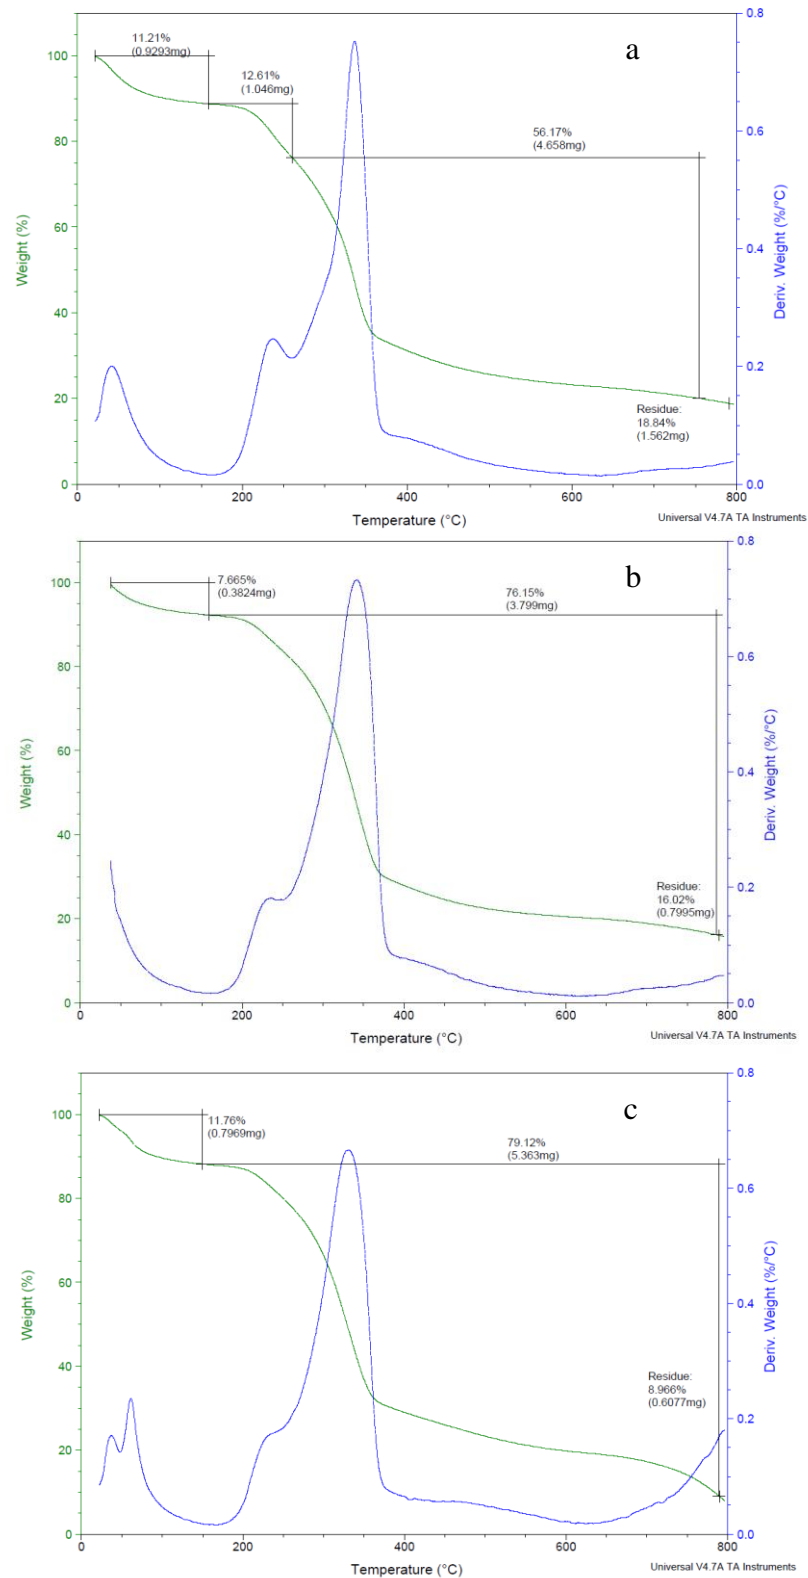 a
11.21%
(0.9293mg)
12.61%
(1.046mg)
56.17%
(4.658mg)
Residue:
18.84%
(1.562mg)
Weight (%)
0
20
40
60
80
100
Deriv. Weight (%/°C)
0.0
0.2
0.4
0.6
0.8
0
200
400
600
800
Temperature (°C)
Universal V4.7A TA Instruments
b
7.665%
(0.3824mg)
76.15%
(3.799mg)
Residue:
16.02%
(0.7995mg)
Weight (%)
0
20
40
60
80
100
Deriv. Weight (%/°C)
0.0
0.2
0.4
0.6
0.8
0
200
400
600
800
Temperature (°C)
Universal V4.7A TA Instruments
c
11.76%
(0.7969mg)
79.12%
(5.363mg)
Residue:
8.966%
(0.6077mg)
Weight (%)
0
20
40
60
80
100
Deriv. Weight (%/°C)
0.0
0.2
0.4
0.6
0.8
0
200
400
600
800
Temperature (°C)
Universal V4.7A TA Instruments